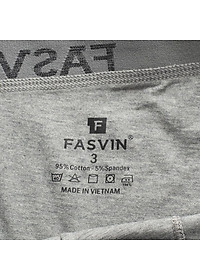 FASVIN
F
FASVIN®
3
95% Cotton - 5% Spandex
MADE IN VIETNAM